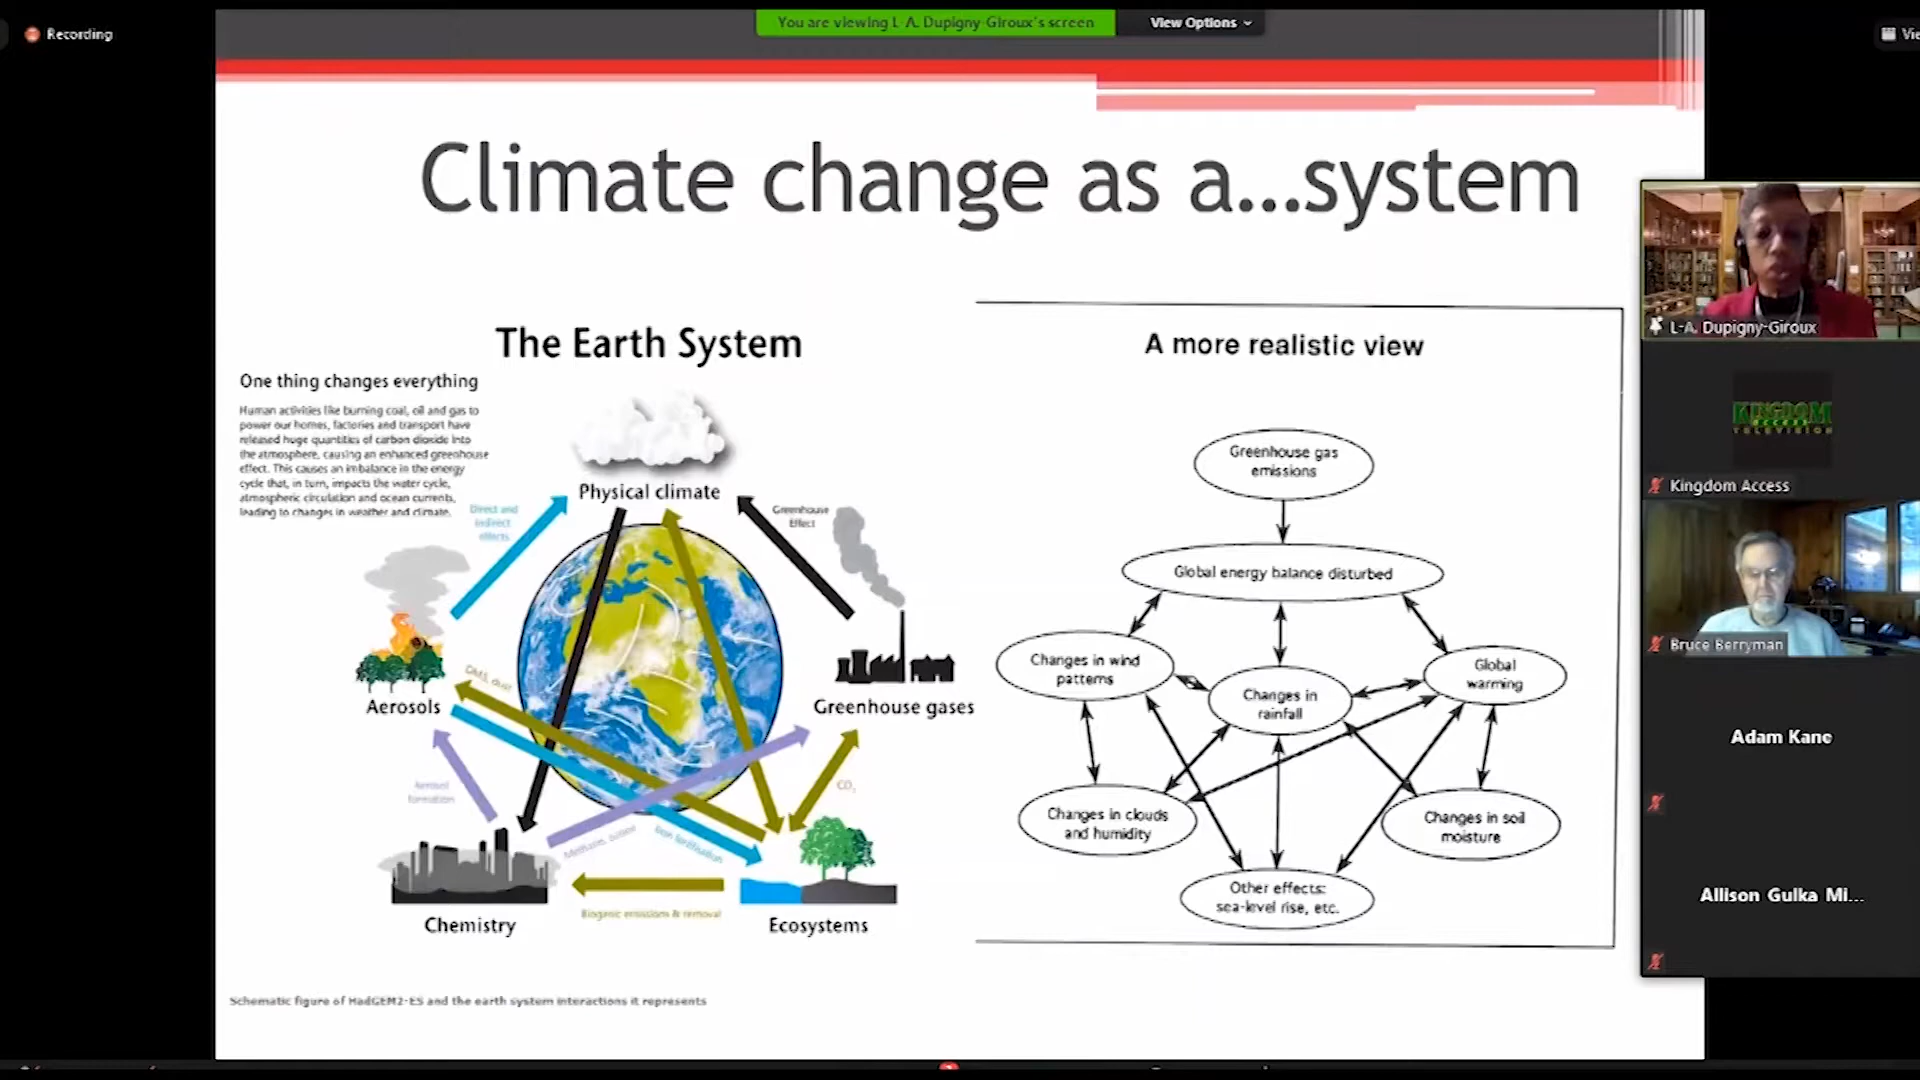 Recording
You are viewing L-A. Dupigny-Giroux's screen
View Options
Vie
Climate change as a...system
The Earth System
One thing changes everything
Human activities like burning coal, oil and gas to
power our homes, factories and transport have
released huge quantities of carbon dioxide into
the atmosphere, causing an enhanced greenhouse
effect. This causes an imbalance in the energy
cycle that, in turn, impacts the water cycle,
atmospheric circulation and ocean currents,
leading to changes in weather and climate.
Physical climate
Direct and
indirect
effects
Greenhouse
Effect
Aerosols
DMS, dust
Greenhouse gases
Aerosol
formation
CO₂
Methane, ozone
Iron fertilisation
Biogenic emissions & removal
Chemistry
Ecosystems
Schematic figure of HadGEM2-ES and the earth system interactions it represents
A more realistic view
Greenhouse gas
emissions
Global energy balance disturbed
Changes in wind
patterns
Changes in
rainfall
Global
warming
Changes in clouds
and humidity
Changes in soil
moisture
Other effects:
sea-level rise, etc.
L-A. Dupigny-Giroux
KINGDOM
ACCESS
TELEVISION
Kingdom Access
Bruce Berryman
Adam Kane
Allison Gulka Mi...